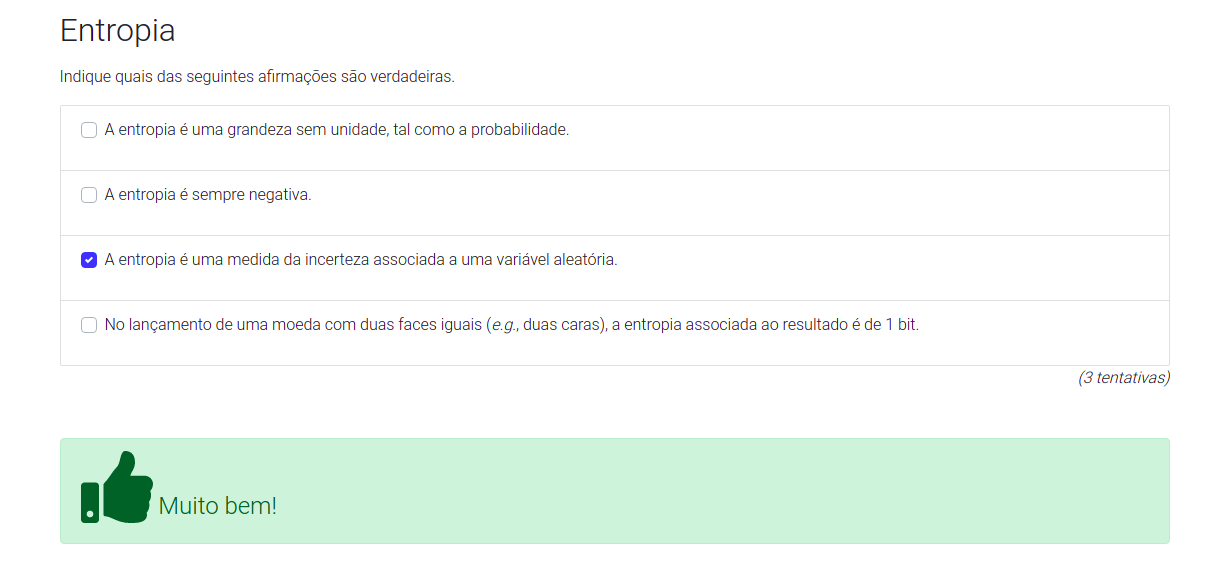 Entropia
Indique quais das seguintes afirmações são verdadeiras.
A entropia é uma grandeza sem unidade, tal como a probabilidade.
A entropia é sempre negativa.
A entropia é uma medida da incerteza associada a uma variável aleatória.
No lançamento de uma moeda com duas faces iguais (e.g., duas caras), a entropia associada ao resultado é de 1 bit.
(3 tentativas)
Muito bem!